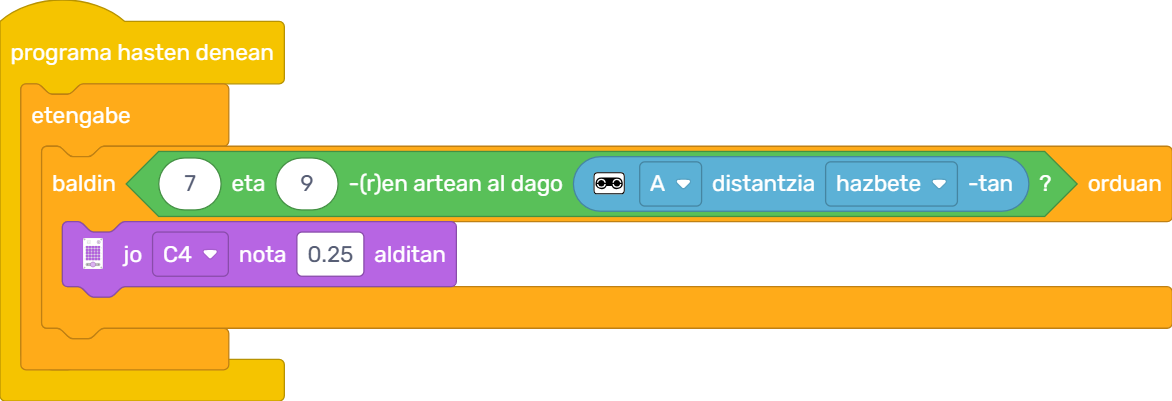 programa hasten denean
etengabe
baldin 7 eta 9 -(r)en artean al dago A distantzia hazbete -tan ? orduan
jo C4 nota 0.25 alditan